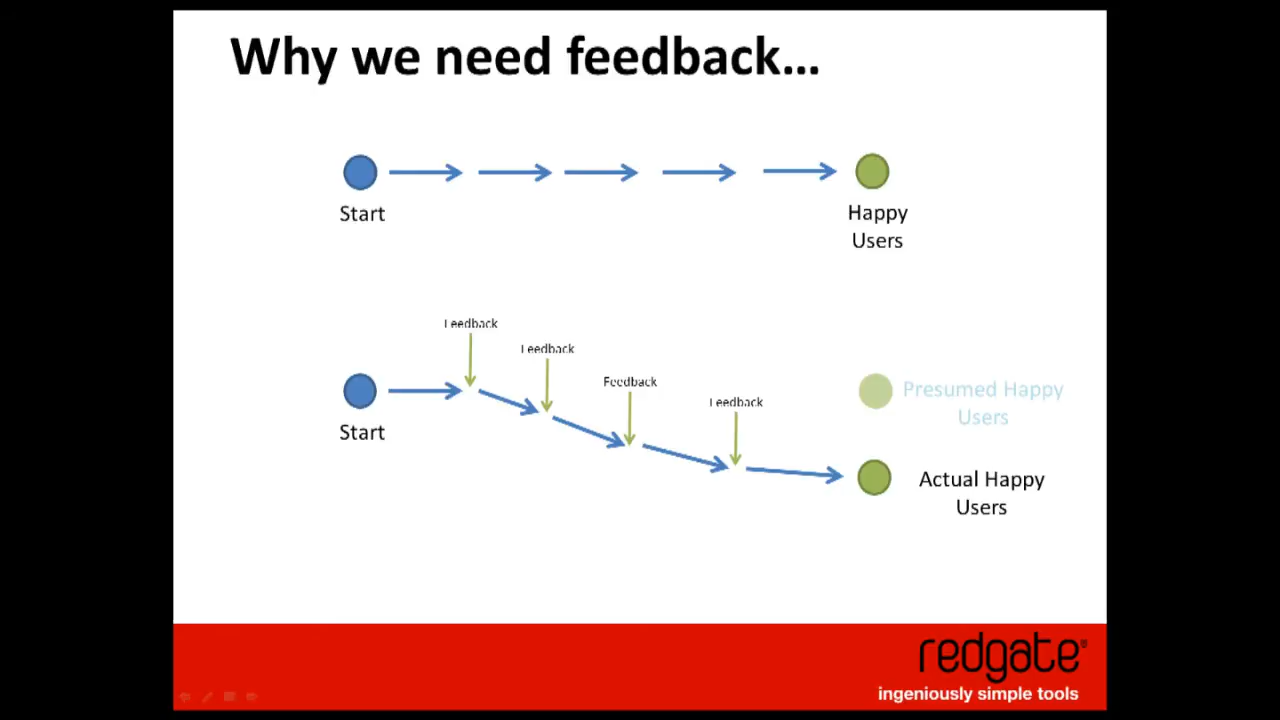 Why we need feedback...
Start
Happy
Users
Feedback
Feedback
Feedback
Feedback
Start
Presumed Happy
Users
Actual Happy
Users
redgate®
ingeniously simple tools